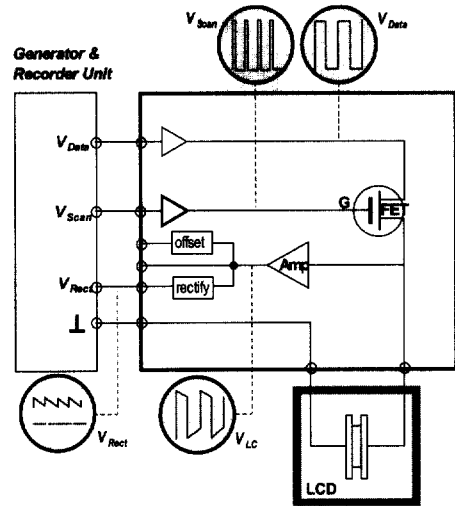 V Scan
V Data
Generator &
Recorder Unit
V Data
G
FET
V Scan
offset
Amp
V Rect
rectify
⊥
V Rect
V LC
LCD